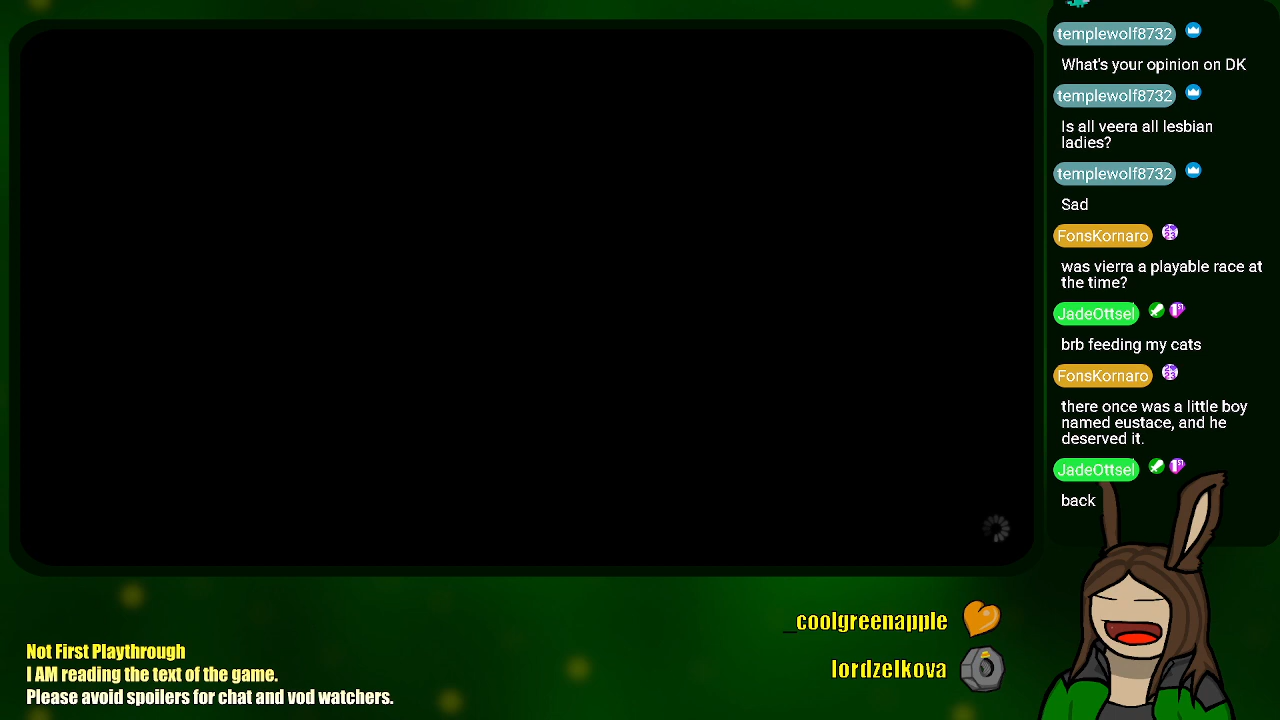 templewolf8732
What's your opinion on DK
templewolf8732
Is all veera all lesbian
ladies?
templewolf8732
Sad
FonsKornaro
was vierra a playable race at
the time?
JadeOttsel
brb feeding my cats
FonsKornaro
there once was a little boy
named eustace, and he
deserved it.
JadeOttsel
back
_coolgreenapple
lordzelkova
Not First Playthrough
I AM reading the text of the game.
Please avoid spoilers for chat and vod watchers.